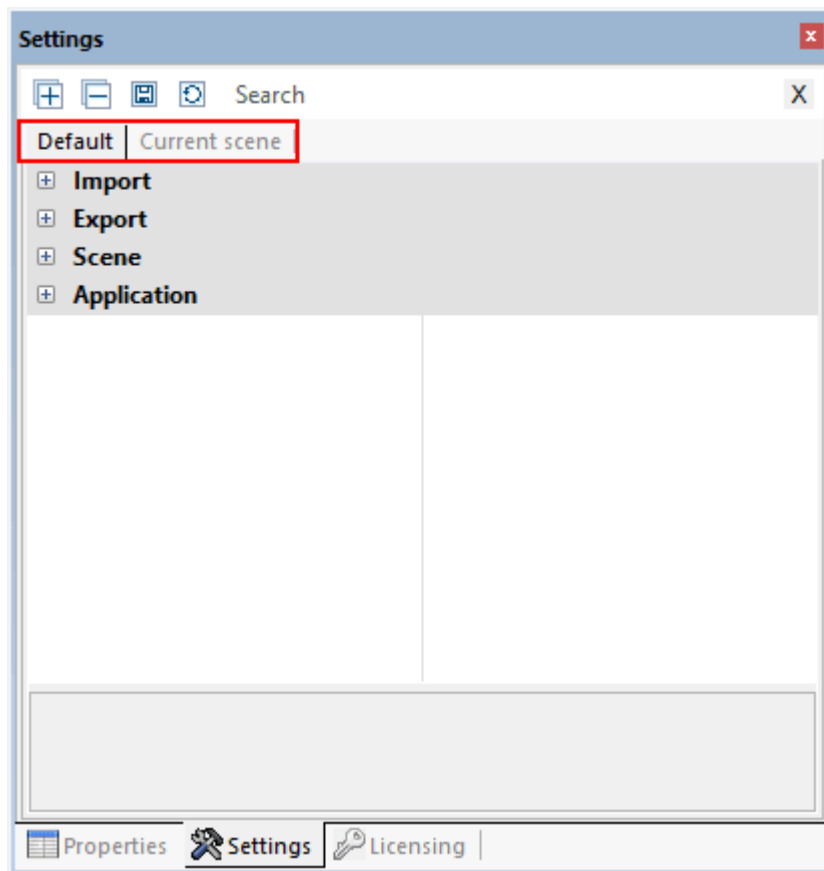 Settings
Search X
Default Current scene
Import
Export
Scene
Application
Properties Settings Licensing